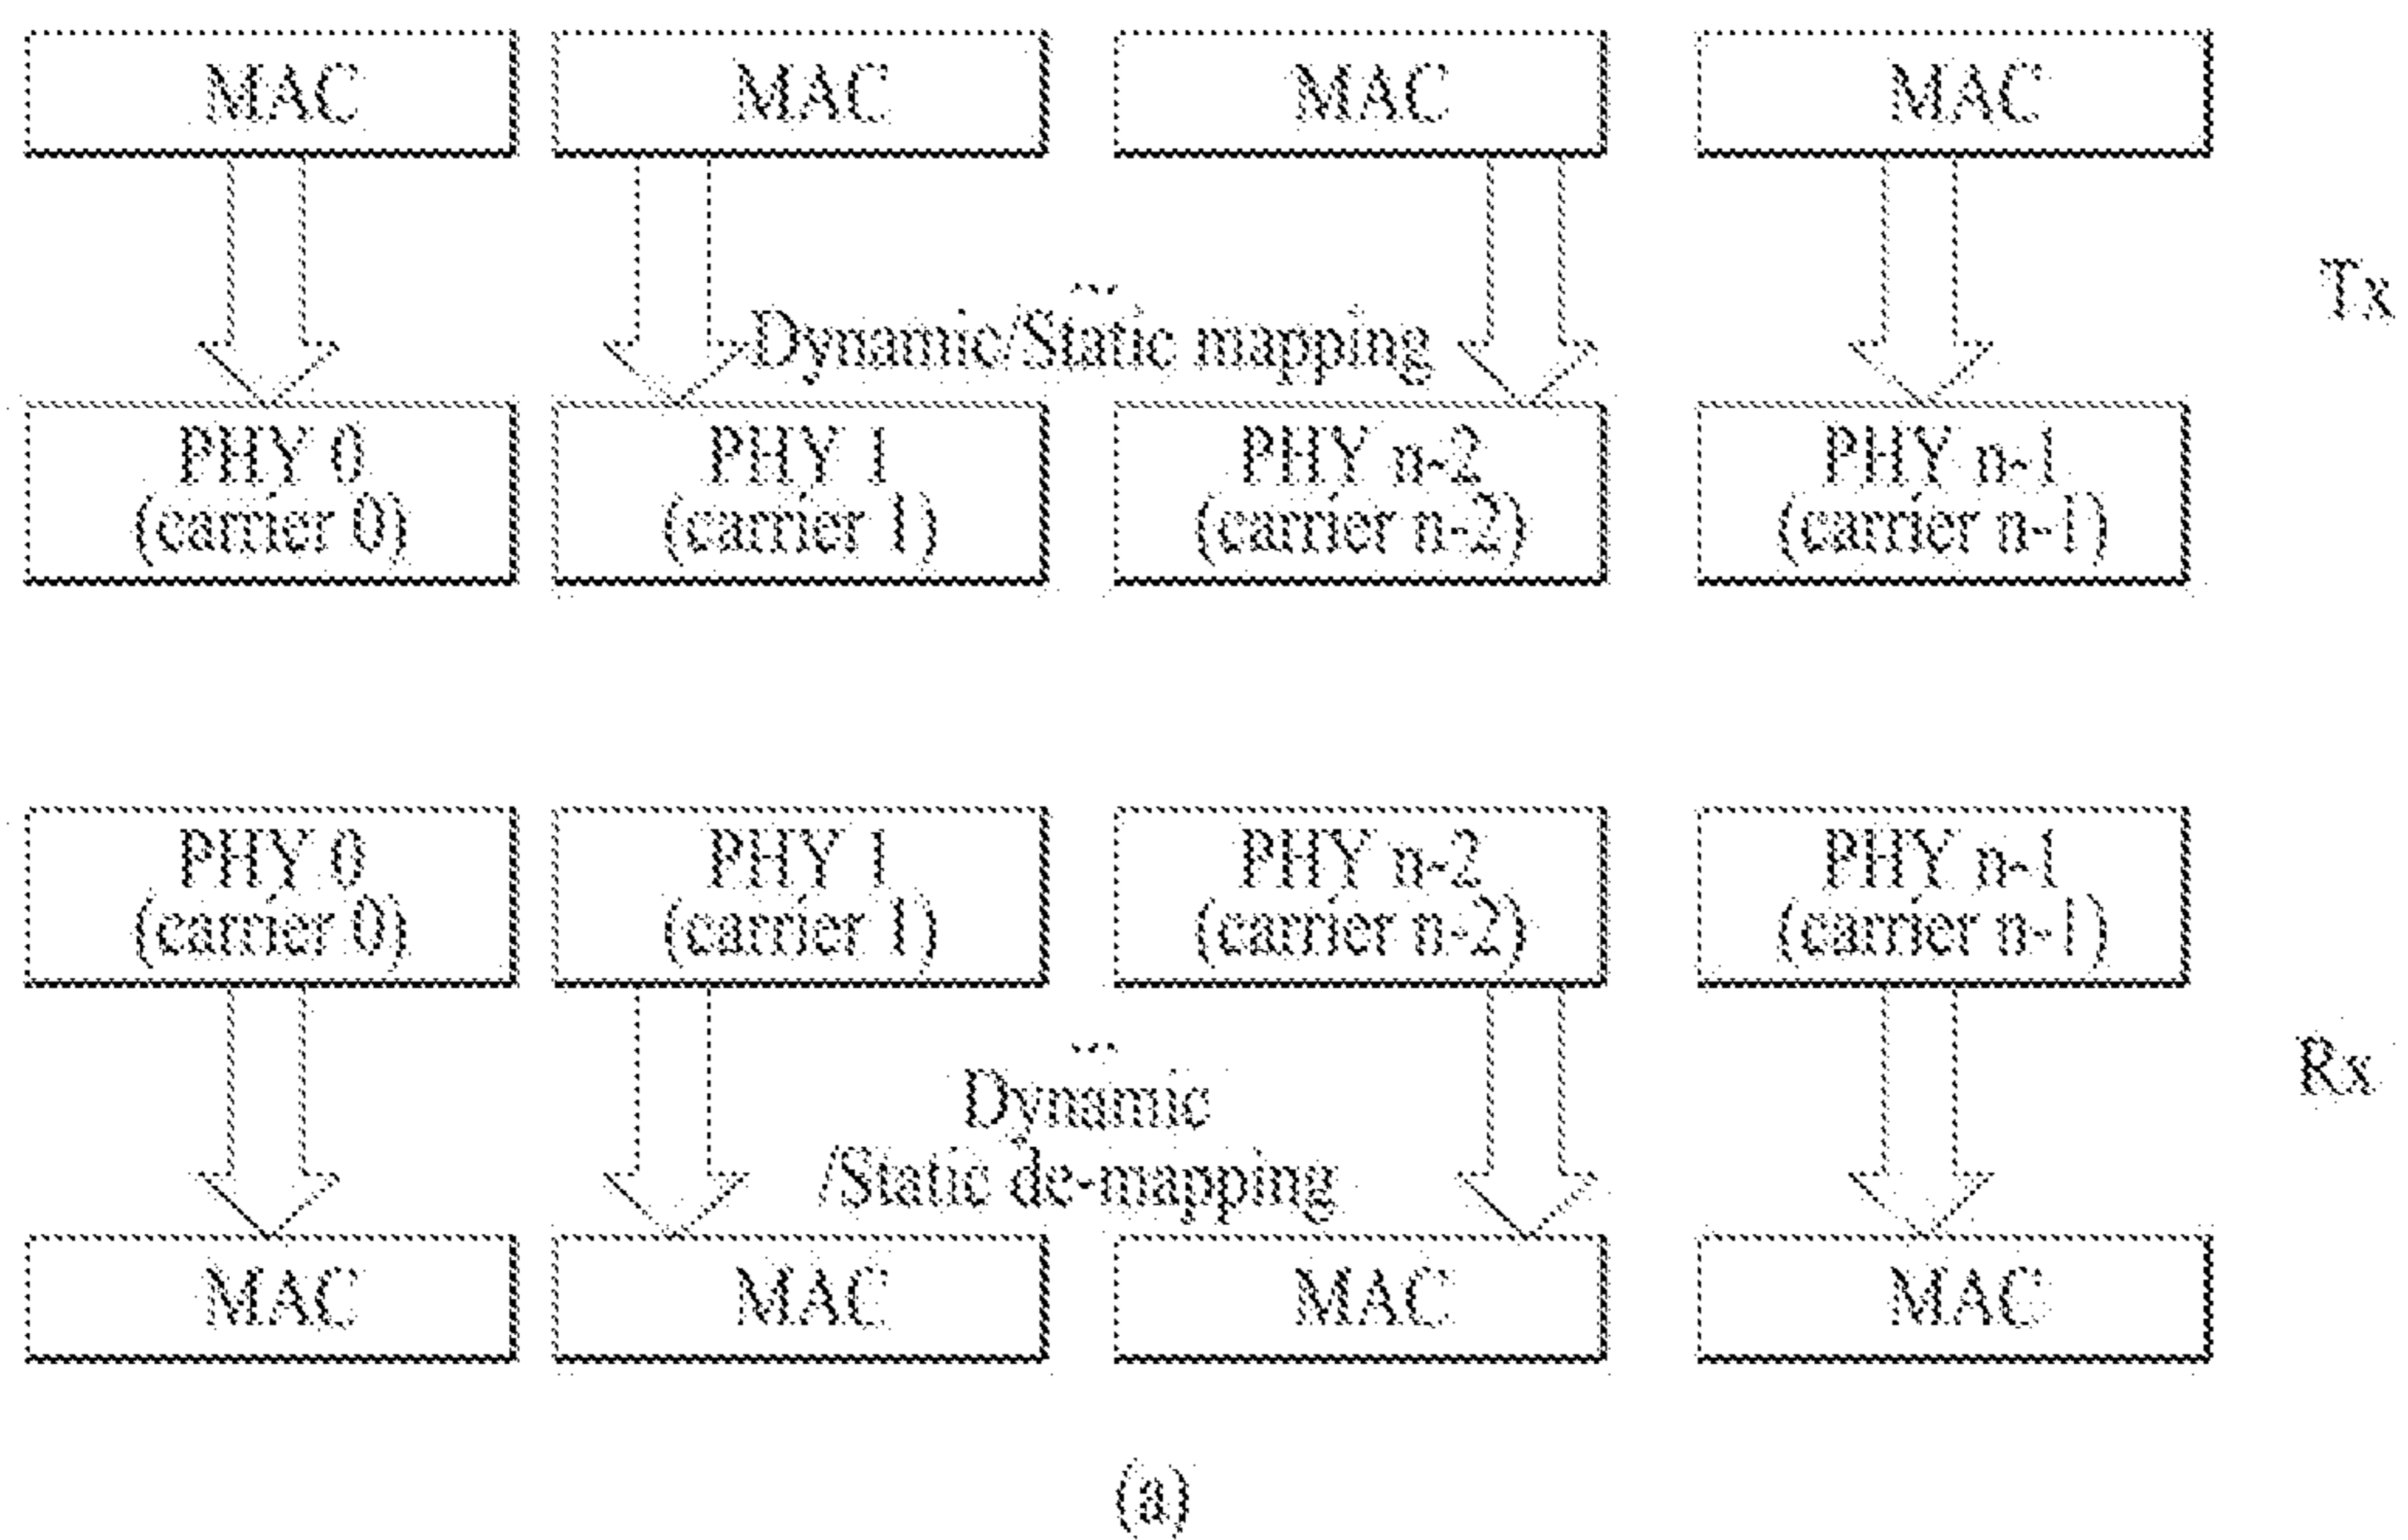 MAC MAC MAC MAC
Tx
...
Dynamic/Static mapping
PHY 0 PHY 1 PHY n-2 PHY n-1
(carrier 0) (carrier 1) (carrier n-2) (carrier n-1)
PHY 0 PHY 1 PHY n-2 PHY n-1
(carrier 0) (carrier 1) (carrier n-2) (carrier n-1)
...
Rx
Dynamic
/Static de-mapping
MAC MAC MAC MAC
(a)